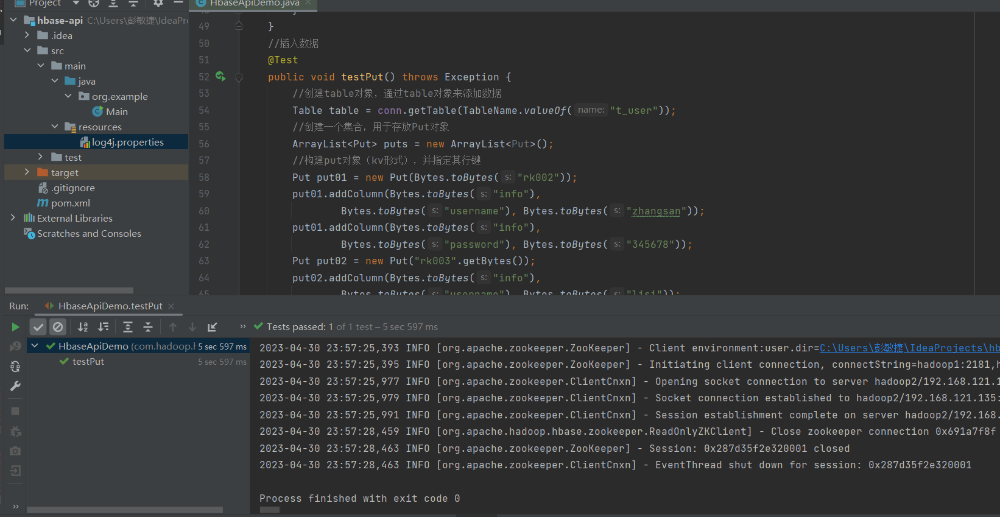 Project
HbaseApiDemo.java
hbase-api C:\Users\彭敏捷\IdeaPro
.idea
src
main
java
org.example
Main
resources
log4j.properties
test
target
.gitignore
pom.xml
External Libraries
Scratches and Consoles
49 }
50 //插入数据
51 @Test
52 public void testPut() throws Exception {
53 //创建table对象，通过table对象来添加数据
54 Table table = conn.getTable(TableName.valueOf( name: "t_user"));
55 //创建一个集合，用于存放Put对象
56 ArrayList<Put> puts = new ArrayList<Put>();
57 //构建put对象（kv形式），并指定其行键
58 Put put01 = new Put(Bytes.toBytes( s: "rk002"));
59 put01.addColumn(Bytes.toBytes( s: "info"),
60 Bytes.toBytes( s: "username"), Bytes.toBytes( s: "zhangsan"));
61 put01.addColumn(Bytes.toBytes( s: "info"),
62 Bytes.toBytes( s: "password"), Bytes.toBytes( s: "345678"));
63 Put put02 = new Put("rk003".getBytes());
64 put02.addColumn(Bytes.toBytes( s: "info"),
65 Bytes.toBytes( s: "username"), Bytes.toBytes( s: "lisi"));
Run: HbaseApiDemo.testPut
Tests passed: 1 of 1 test – 5 sec 597 ms
HbaseApiDemo (com.hadoop.h 5 sec 597 ms
testPut 5 sec 597 ms
2023-04-30 23:57:25,393 INFO [org.apache.zookeeper.ZooKeeper] - Client environment:user.dir=C:\Users\彭敏捷\IdeaProjects\hb
2023-04-30 23:57:25,395 INFO [org.apache.zookeeper.ZooKeeper] - Initiating client connection, connectString=hadoop1:2181,h
2023-04-30 23:57:25,977 INFO [org.apache.zookeeper.ClientCnxn] - Opening socket connection to server hadoop2/192.168.121.1
2023-04-30 23:57:25,979 INFO [org.apache.zookeeper.ClientCnxn] - Socket connection established to hadoop2/192.168.121.135:
2023-04-30 23:57:25,991 INFO [org.apache.zookeeper.ClientCnxn] - Session establishment complete on server hadoop2/192.168.
2023-04-30 23:57:28,459 INFO [org.apache.hadoop.hbase.zookeeper.ReadOnlyZKClient] - Close zookeeper connection 0x691a7f8f
2023-04-30 23:57:28,463 INFO [org.apache.zookeeper.ZooKeeper] - Session: 0x287d35f2e320001 closed
2023-04-30 23:57:28,463 INFO [org.apache.zookeeper.ClientCnxn] - EventThread shut down for session: 0x287d35f2e320001
Process finished with exit code 0